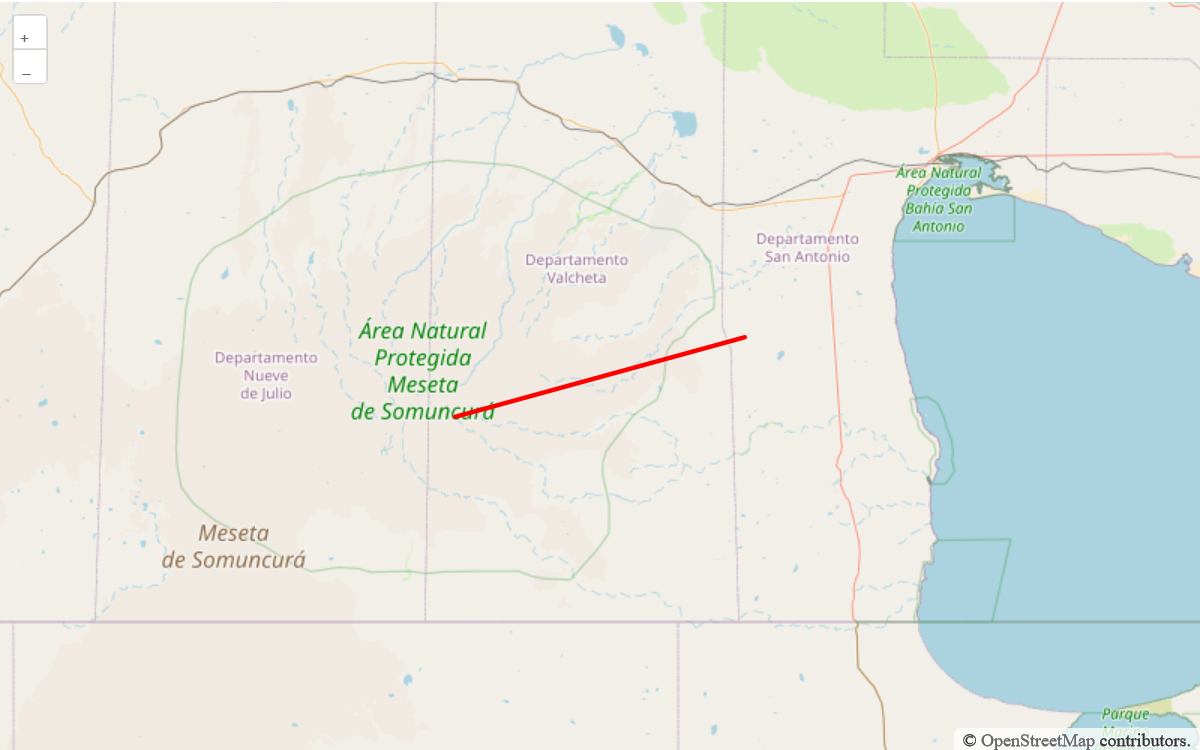 +
–
Área Natural
Protegida
Bahía San
Antonio
Departamento
San Antonio
Departamento
Valcheta
Área Natural
Protegida
Meseta
de Somuncurá
Departamento
Nueve
de Julio
Meseta
de Somuncurá
Parque
© OpenStreetMap contributors.